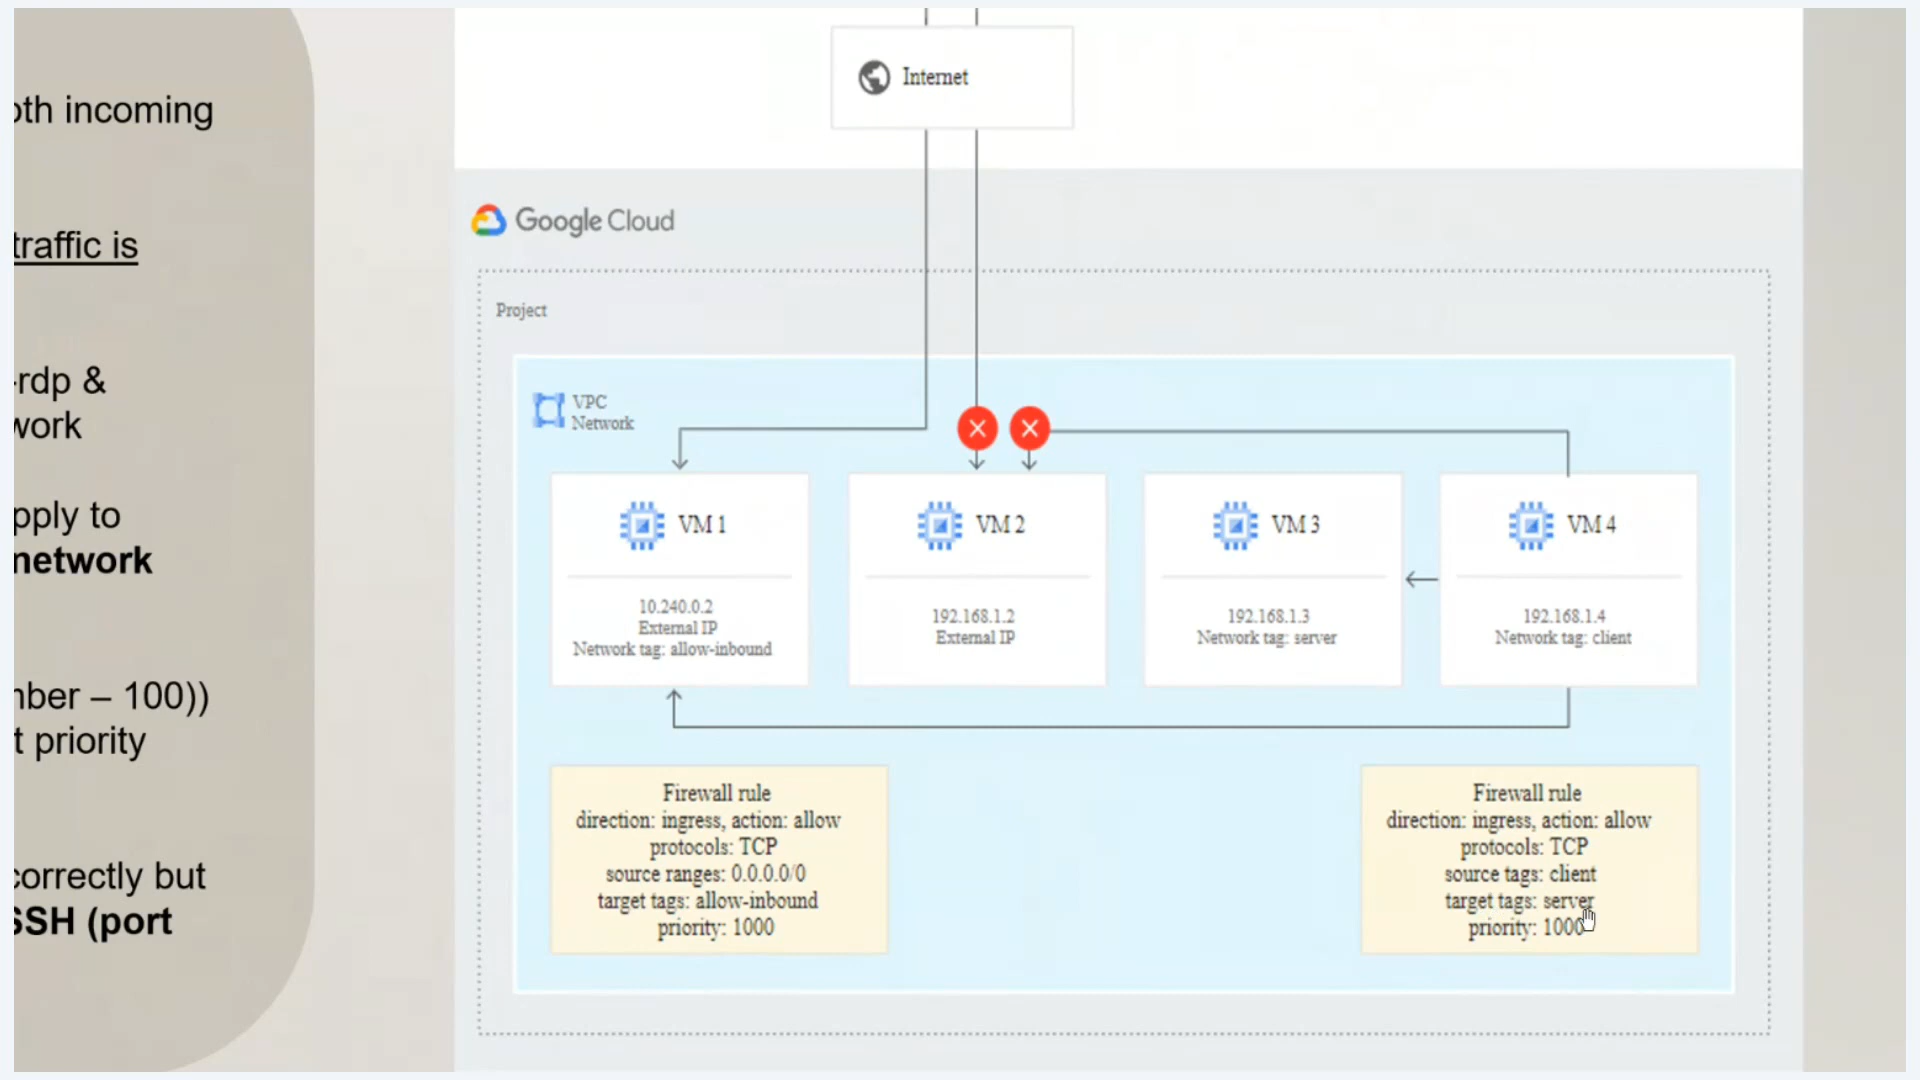 oth incoming
traffic is
-rdp &
work
pply to
network
nber – 100))
t priority
correctly but
SSH (port
Internet
Google Cloud
Project
VPC
Network
VM 1
10.240.0.2
External IP
Network tag: allow-inbound
VM 2
192.168.1.2
External IP
VM 3
192.168.1.3
Network tag: server
VM 4
192.168.1.4
Network tag: client
Firewall rule
direction: ingress, action: allow
protocols: TCP
source ranges: 0.0.0.0/0
target tags: allow-inbound
priority: 1000
Firewall rule
direction: ingress, action: allow
protocols: TCP
source tags: client
target tags: server
priority: 1000